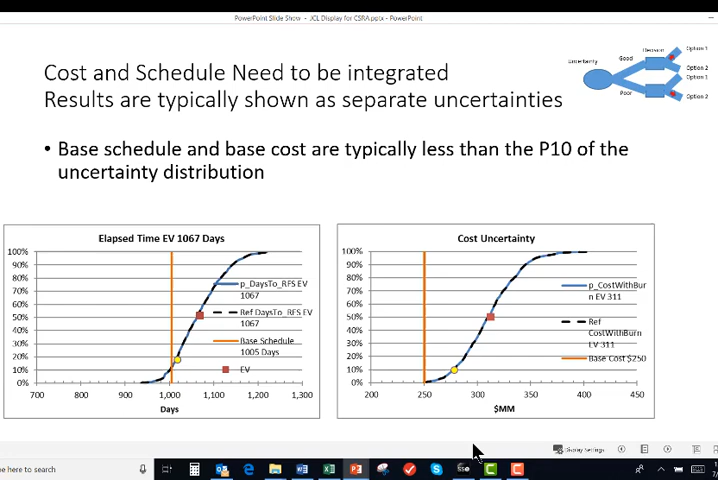 PowerPoint Slide Show - JCL Display for CSRA.pptx - PowerPoint
Cost and Schedule Need to be integrated
Results are typically shown as separate uncertainties
Uncertainty
Good
Poor
Decision
Option 1
Option 2
Option 1
Option 2
• Base schedule and base cost are typically less than the P10 of the
uncertainty distribution
Elapsed Time EV 1067 Days
100%
90%
80%
70%
60%
50%
40%
30%
20%
10%
0%
700 800 900 1,000 1,100 1,200 1,300
Days
p_DaysTo_RFS EV
1067
Ref DaysTo_RFS EV
1067
Base Schedule
1005 Days
EV
Cost Uncertainty
100%
90%
80%
70%
60%
50%
40%
30%
20%
10%
0%
200 250 300 350 400 450
$MM
p_CostWithBur
n EV 311
Ref
CostWithBurn
EV 311
Base Cost $250
Display Settings
here to search